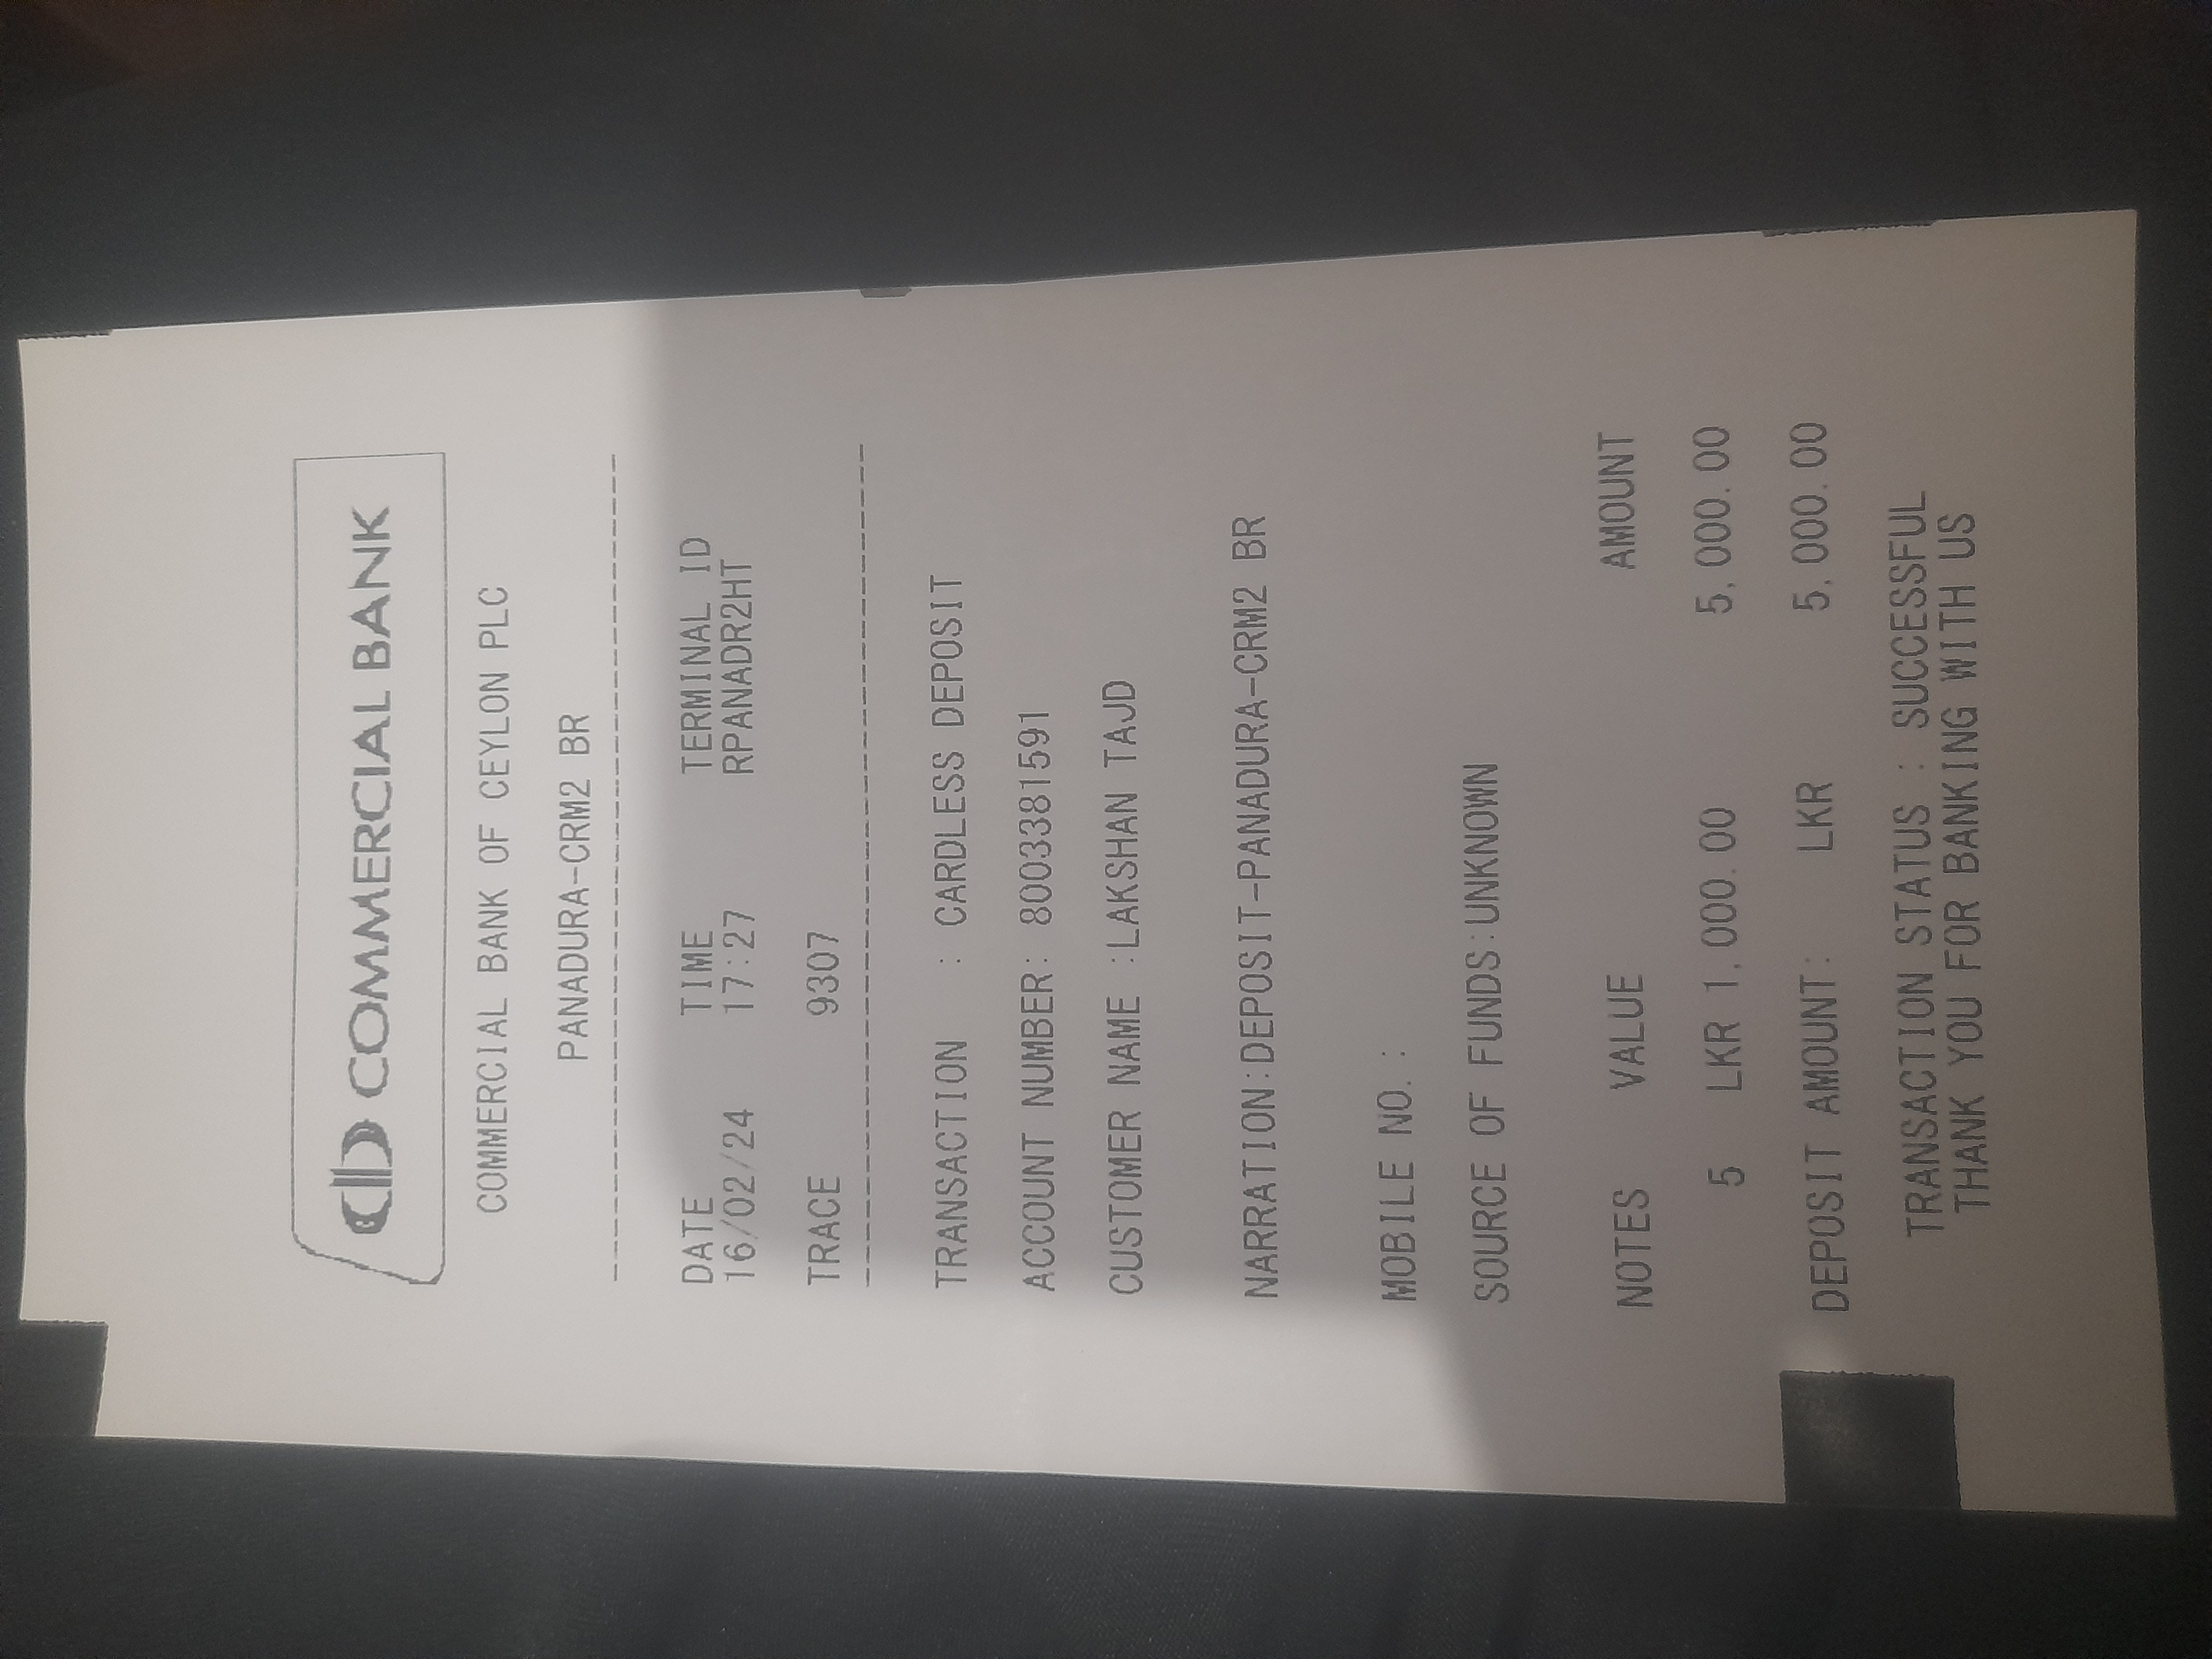 COMMERCIAL BANK
COMMERCIAL BANK OF CEYLON PLC
PANADURA-CRM2 BR
DATE TIME TERMINAL ID
16/02/24 17:27 RPANADR2HT
TRACE 9307
TRANSACTION : CARDLESS DEPOSIT
ACCOUNT NUMBER: 8003381591
CUSTOMER NAME :LAKSHAN TAJD
NARRATION:DEPOSIT-PANADURA-CRM2 BR
MOBILE NO.:
SOURCE OF FUNDS:UNKNOWN
NOTES VALUE AMOUNT
5 LKR 1,000.00 5,000.00
DEPOSIT AMOUNT: LKR 5,000.00
TRANSACTION STATUS : SUCCESSFUL
THANK YOU FOR BANKING WITH US